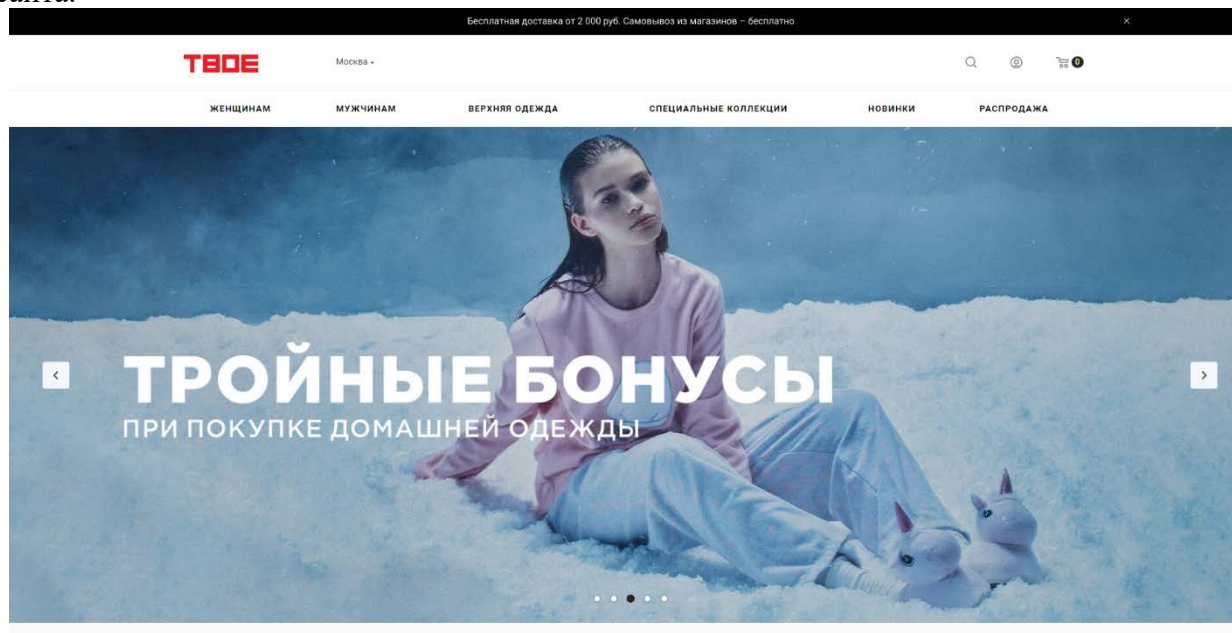 Бесплатная доставка от 2 000 руб. Самовывоз из магазинов – бесплатно
ТВОЕ
Москва
0
ЖЕНЩИНАМ МУЖЧИНАМ ВЕРХНЯЯ ОДЕЖДА СПЕЦИАЛЬНЫЕ КОЛЛЕКЦИИ НОВИНКИ РАСПРОДАЖА
ТРОЙНЫЕ БОНУСЫ
ПРИ ПОКУПКЕ ДОМАШНЕЙ ОДЕЖДЫ